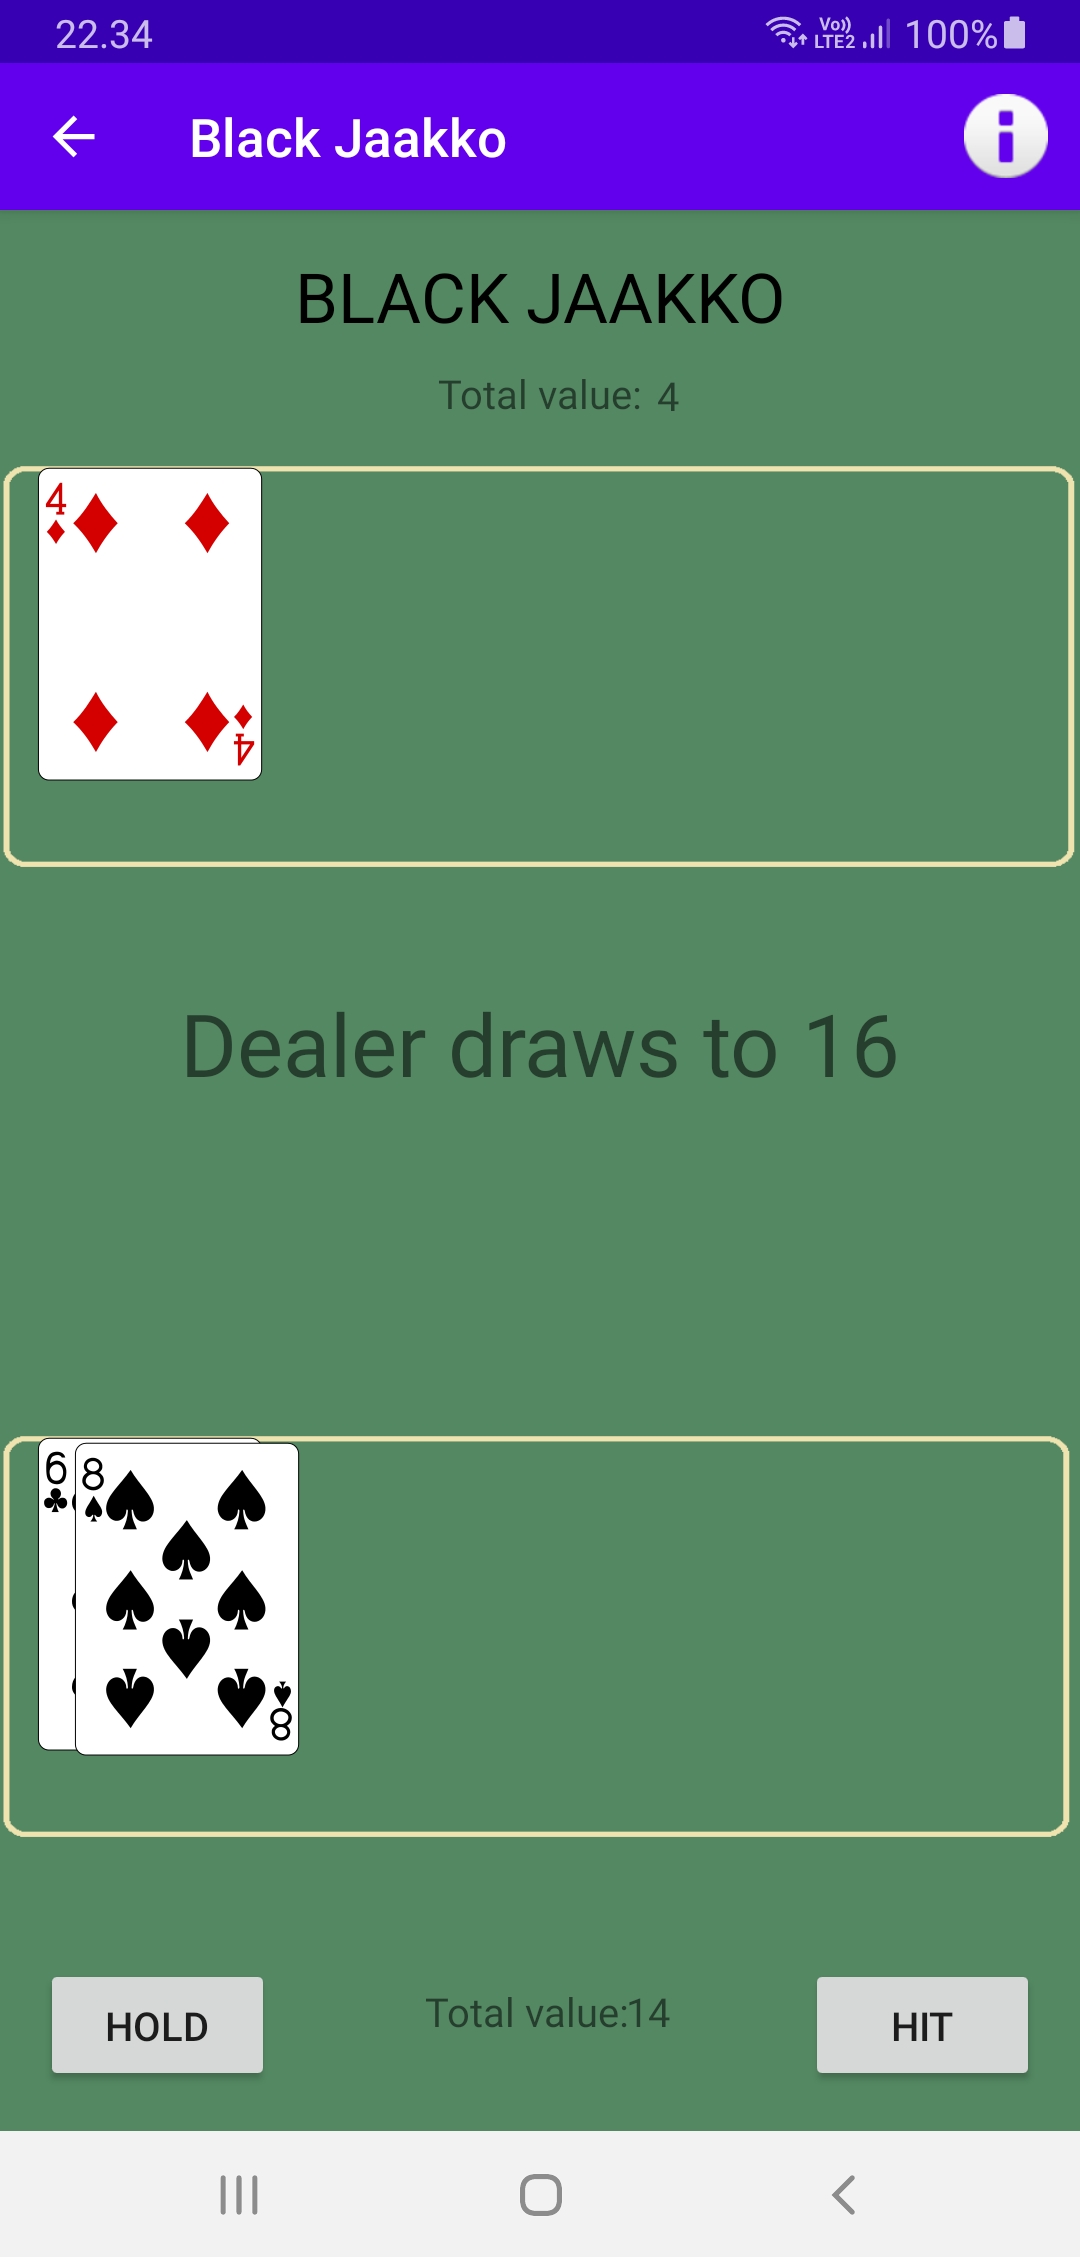 22.34 Vo)) LTE2 100%
Black Jaakko
BLACK JAAKKO
Total value: 4
4
4
Dealer draws to 16
6 8
8
HOLD Total value:14 HIT